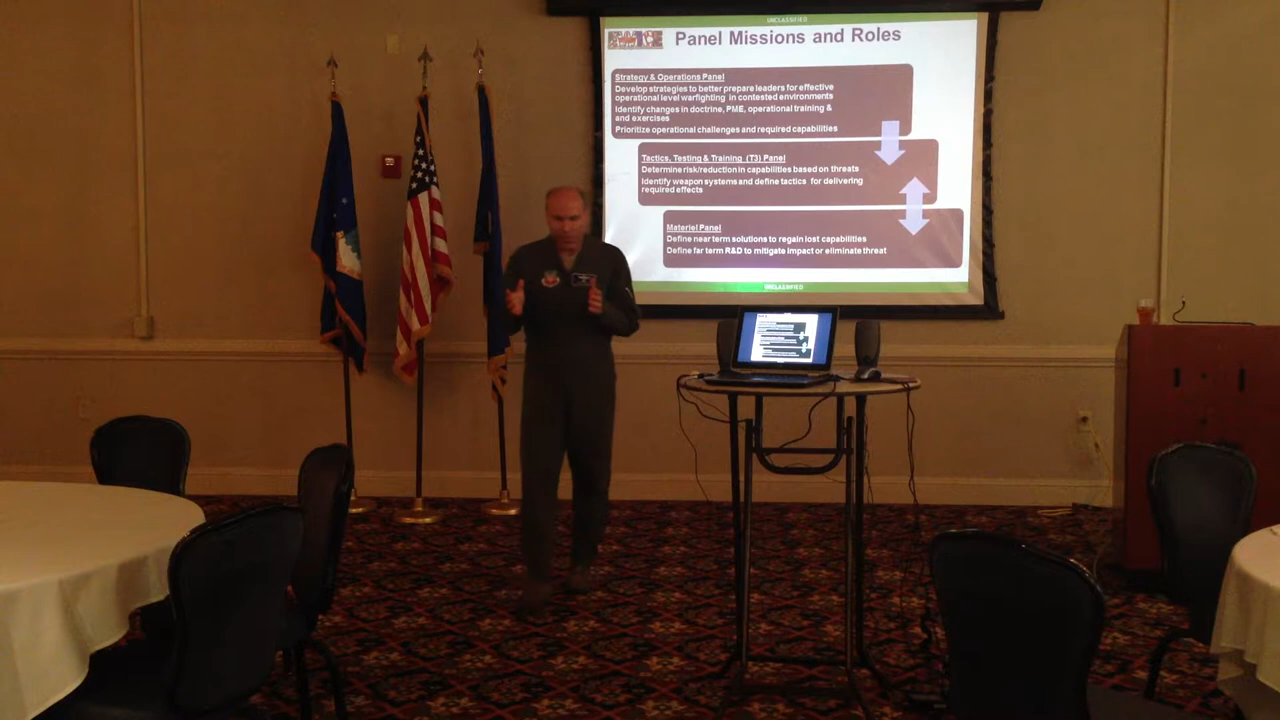 UNCLASSIFIED
Panel Missions and Roles
Strategy & Operations Panel
Develop strategies to better prepare leaders for effective
operational level warfighting in contested environments
Identify changes in doctrine, PME, operational training &
and exercises
Prioritize operational challenges and required capabilities
Tactics, Testing & Training (T3) Panel
Determine risk/reduction in capabilities based on threats
Identify weapon systems and define tactics for delivering
required effects
Materiel Panel
Define near term solutions to regain lost capabilities
Define far term R&D to mitigate impact or eliminate threat
UNCLASSIFIED